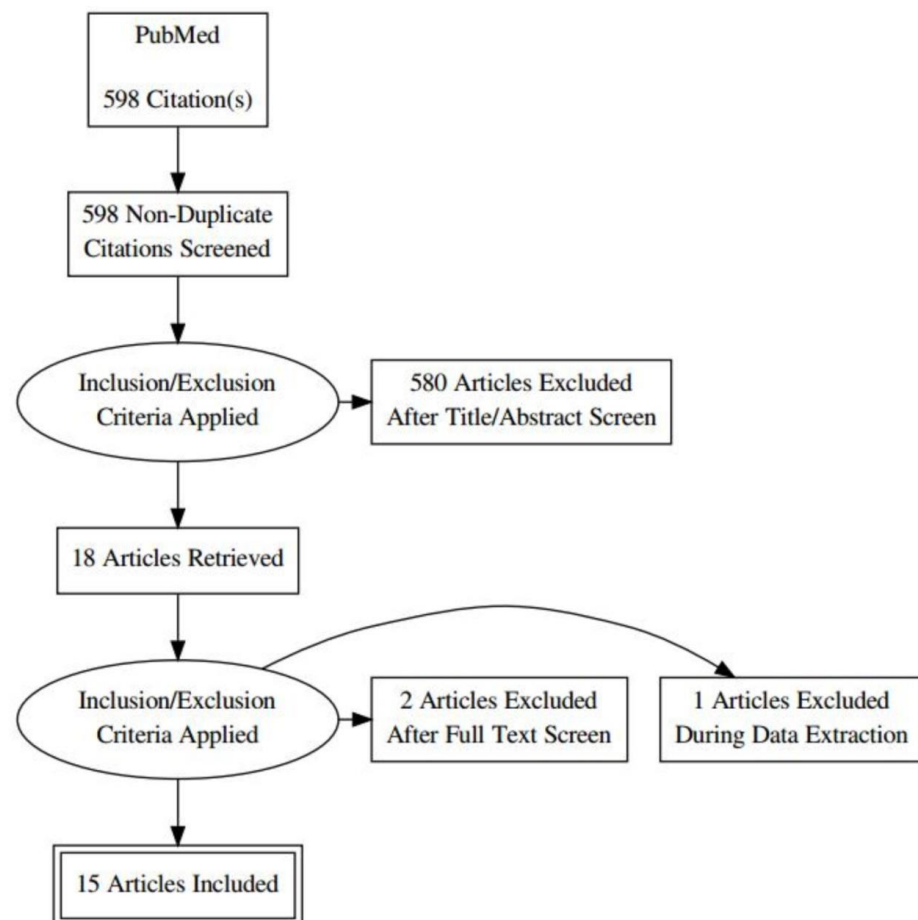 PubMed
598 Citation(s)
598 Non-Duplicate
Citations Screened
Inclusion/Exclusion
Criteria Applied
580 Articles Excluded
After Title/Abstract Screen
18 Articles Retrieved
Inclusion/Exclusion
Criteria Applied
2 Articles Excluded
After Full Text Screen
1 Articles Excluded
During Data Extraction
15 Articles Included